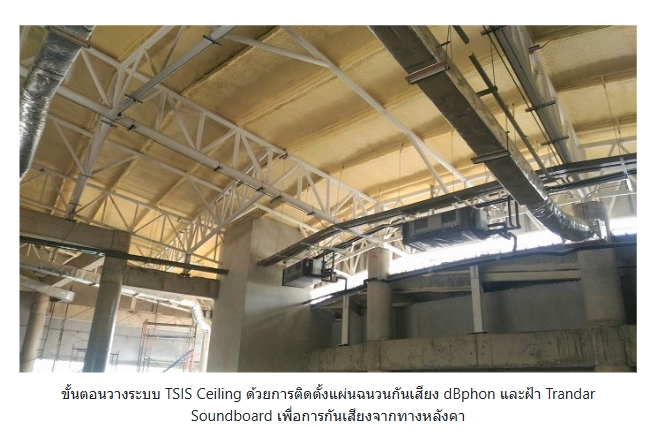 ขั้นตอนวางระบบ TSIS Ceiling ด้วยการติดตั้งแผ่นฉนวนกันเสียง dBphon และฝ้า Trandar
Soundboard เพื่อการกันเสียงจากทางหลังคา